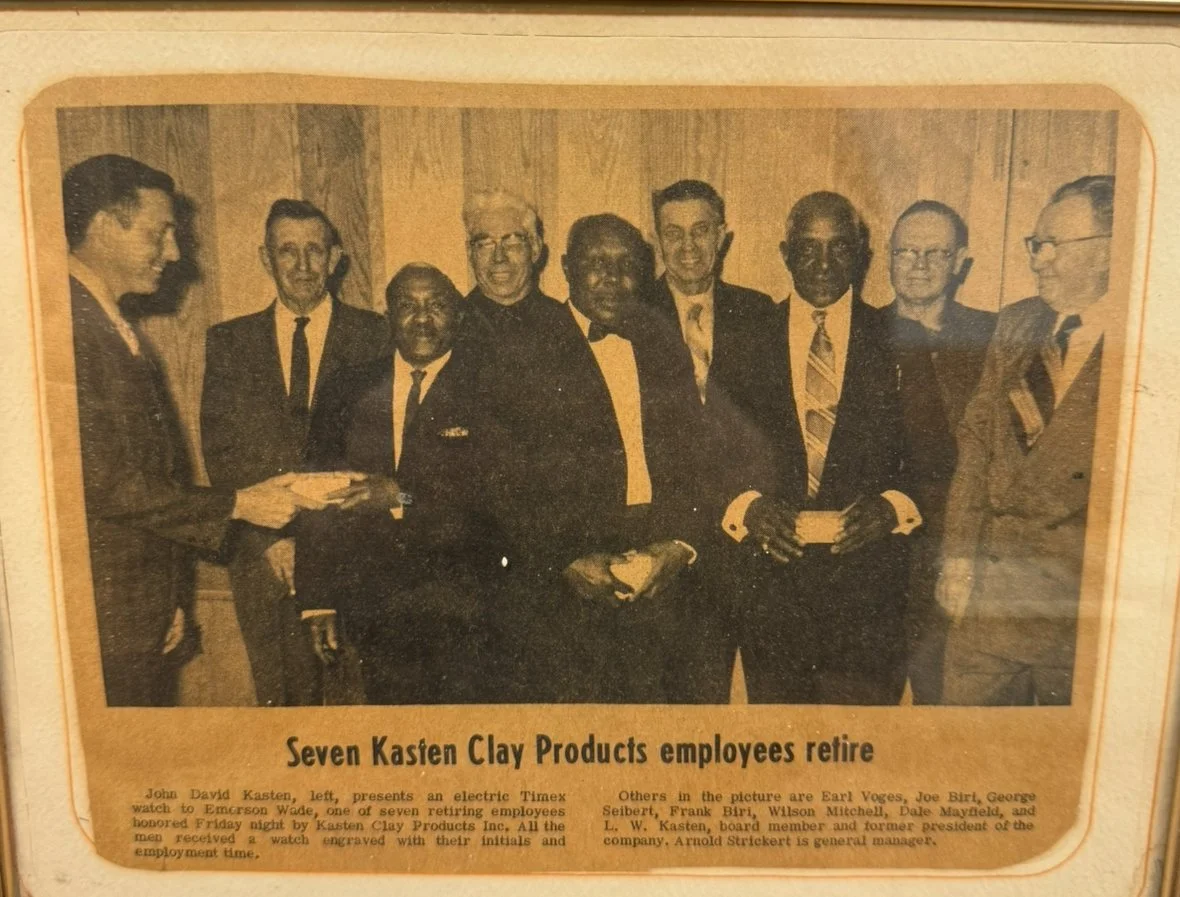 Seven Kasten Clay Products employees retire
John David Kasten, left, presents an electric Timex
watch to Emerson Wade, one of seven retiring employees
honored Friday night by Kasten Clay Products Inc. All the
men received a watch engraved with their initials and
employment time.
Others in the picture are Earl Voges, Joe Biri, George
Seibert, Frank Biri, Wilson Mitchell, Dale Mayfield, and
L. W. Kasten, board member and former president of the
company. Arnold Strickert is general manager.